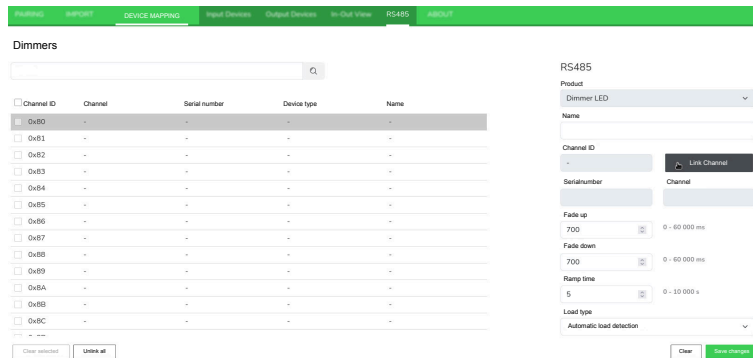 PAIRING IMPORT DEVICE MAPPING Input Devices Output Devices In-Out View RS485 ABOUT
Dimmers
RS485
Product
Dimmer LED
Channel ID Channel Serial number Device type Name
Name
0x80 - - - -
0x81 - - - -
Channel ID
0x82 - - - -
- Link Channel
0x83 - - - -
Serialnumber Channel
0x84 - - - -
0x85 - - - -
Fade up
0x86 - - - -
700 0 - 60 000 ms
0x87 - - - -
Fade down
0x88 - - - -
700 0 - 60 000 ms
0x89 - - - -
Ramp time
0x8A - - - -
5 0 - 10 000 s
0x8B - - - -
Load type
0x8C - - - -
Automatic load detection
Clear selected Unlink all Clear Save changes